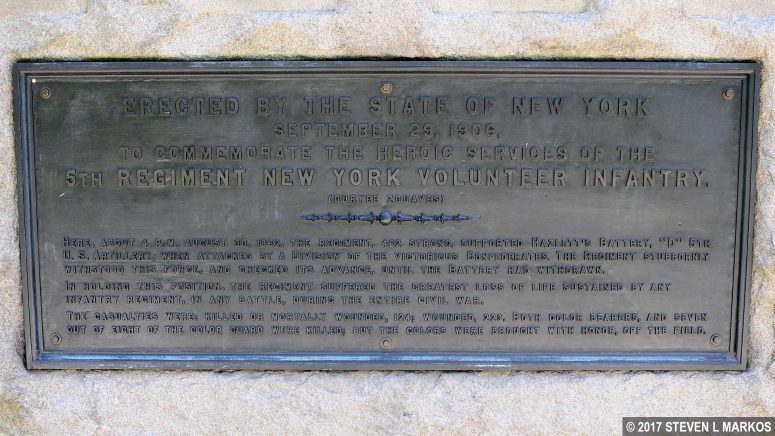 ERECTED BY THE STATE OF NEW YORK
SEPTEMBER 29, 1906,
TO COMMEMORATE THE HEROIC SERVICES OF THE
5TH REGIMENT NEW YORK VOLUNTEER INFANTRY.
(DURYEE ZOUAVES)
HERE, ABOUT 4 P.M., AUGUST 30, 1862, THE REGIMENT, 462 STRONG, SUPPORTED HAZLETT'S BATTERY, "D" 5TH
U. S. ARTILLERY, WHEN ATTACKED BY A DIVISION OF THE VICTORIOUS CONFEDERATES. THE REGIMENT STUBBORNLY
WITHSTOOD THIS FORCE, AND CHECKED ITS ADVANCE, UNTIL THE BATTERY HAD WITHDRAWN.
IN HOLDING THIS POSITION, THE REGIMENT SUFFERED THE GREATEST LOSS OF LIFE SUSTAINED BY ANY
INFANTRY REGIMENT, IN ANY BATTLE, DURING THE ENTIRE CIVIL WAR.
THE CASUALTIES WERE: KILLED OR MORTALLY WOUNDED, 124; WOUNDED, 223. BOTH COLOR BEARERS, AND SEVEN
OUT OF EIGHT OF THE COLOR GUARD WERE KILLED; BUT THE COLORS WERE BROUGHT WITH HONOR, OFF THE FIELD.
© 2017 STEVEN L MARKOS